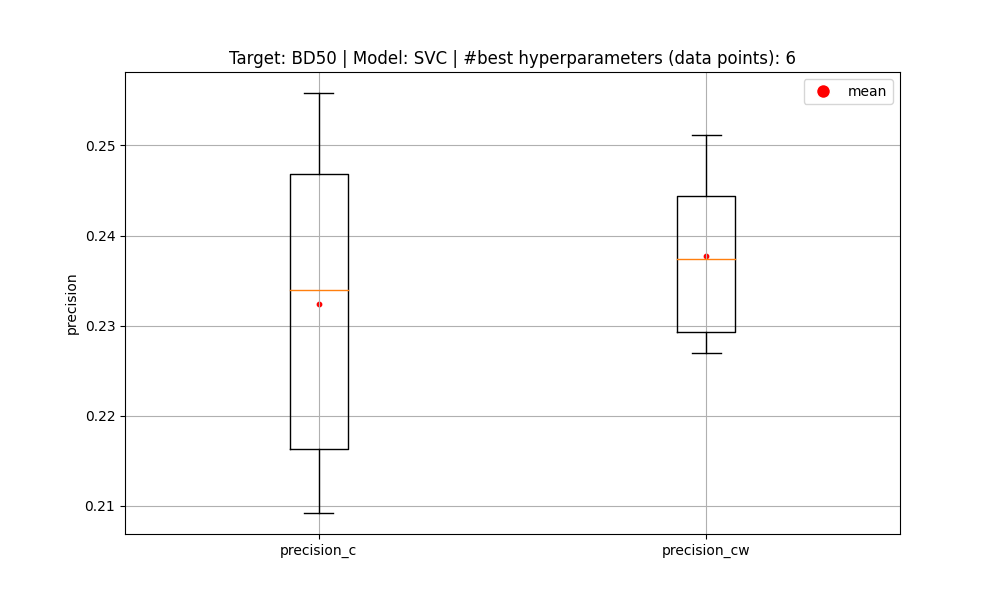 Target: BD50 | Model: SVC | #best hyperparameters (data points): 6
mean
0.25
0.24
0.23
0.22
0.21
precision
precision_c
precision_cw